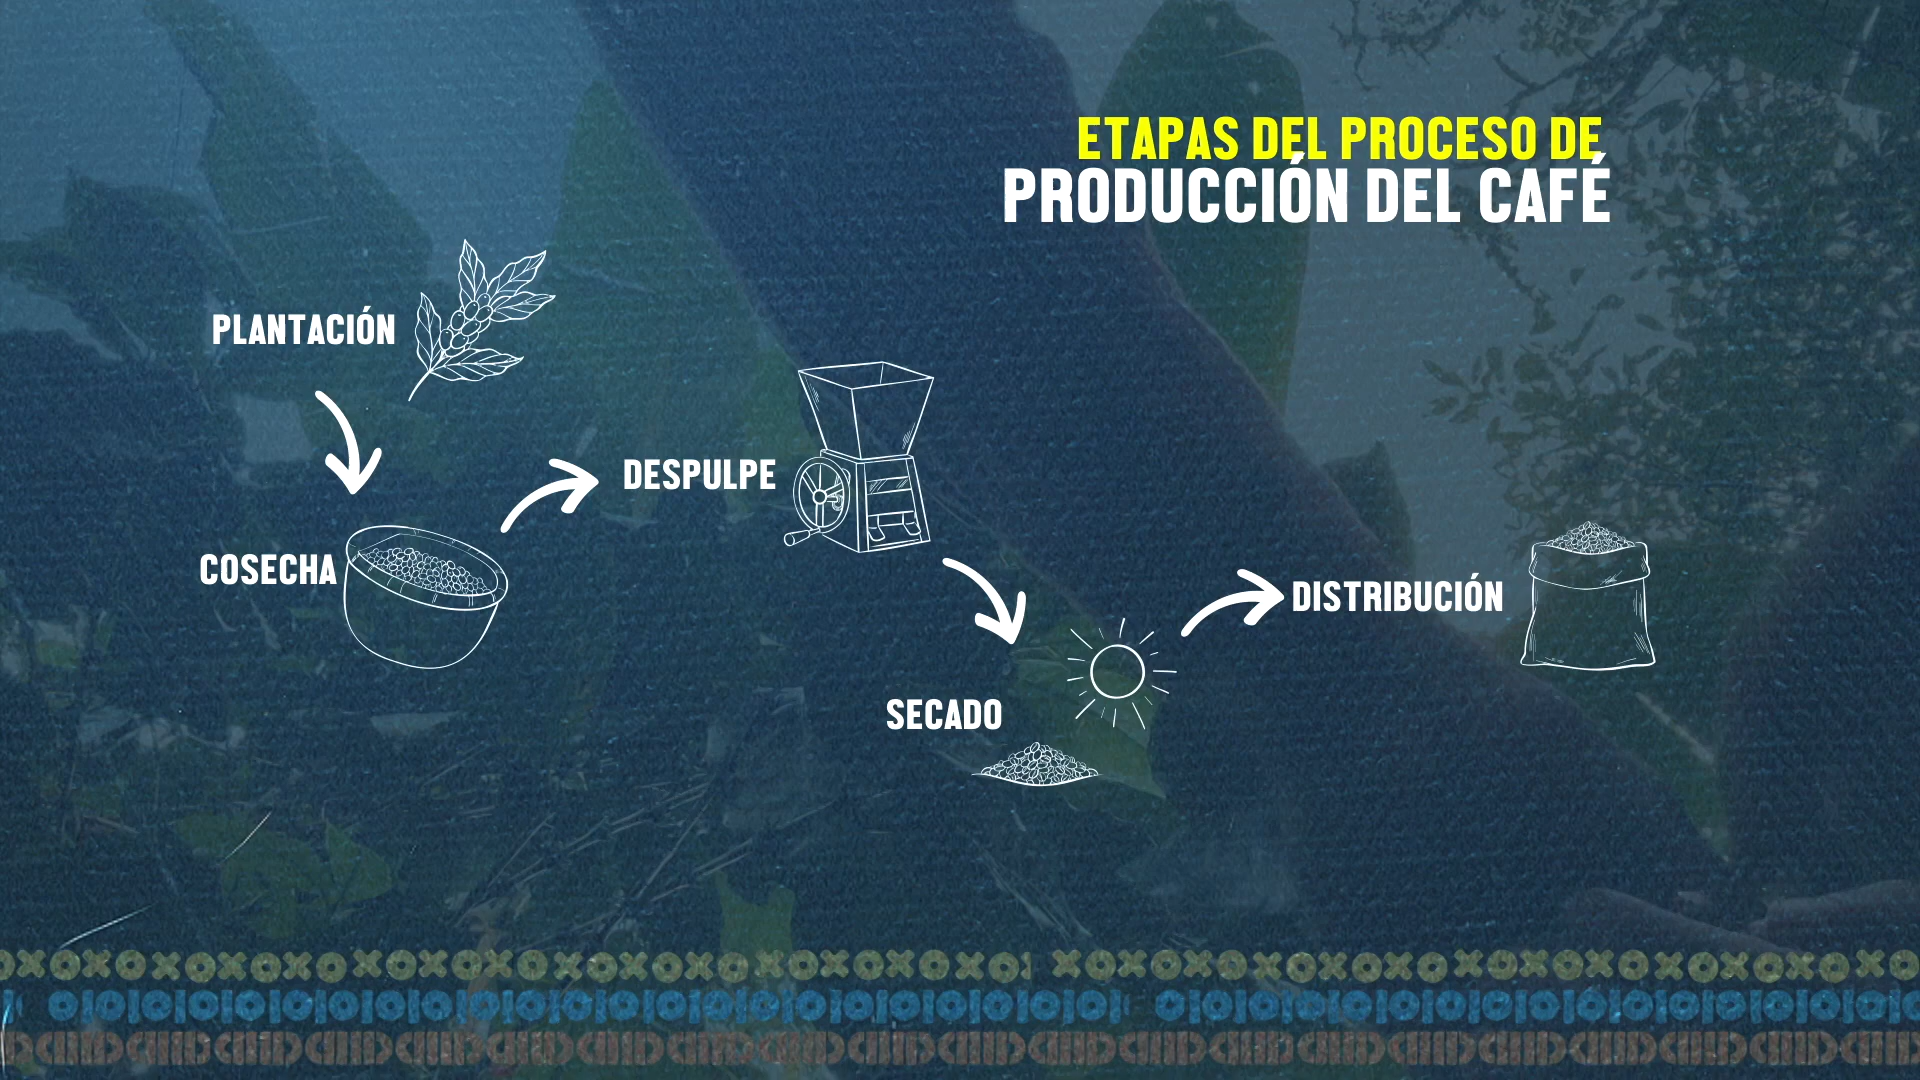 ETAPAS DEL PROCESO DE
PRODUCCIÓN DEL CAFÉ
PLANTACIÓN
COSECHA
DESPULPE
SECADO
DISTRIBUCIÓN